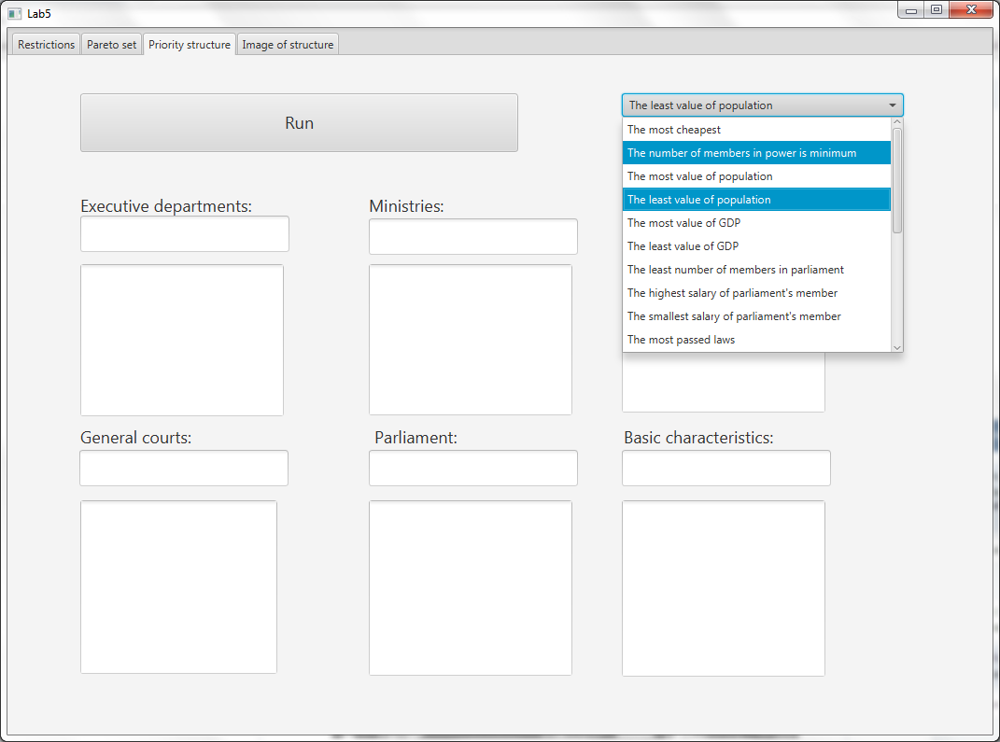 Lab5
Restrictions Pareto set Priority structure Image of structure
Run
The least value of population
The most cheapest
The number of members in power is minimum
The most value of population
The least value of population
The most value of GDP
The least value of GDP
The least number of members in parliament
The highest salary of parliament's member
The smallest salary of parliament's member
The most passed laws
Executive departments: Ministries:
General courts: Parliament: Basic characteristics: